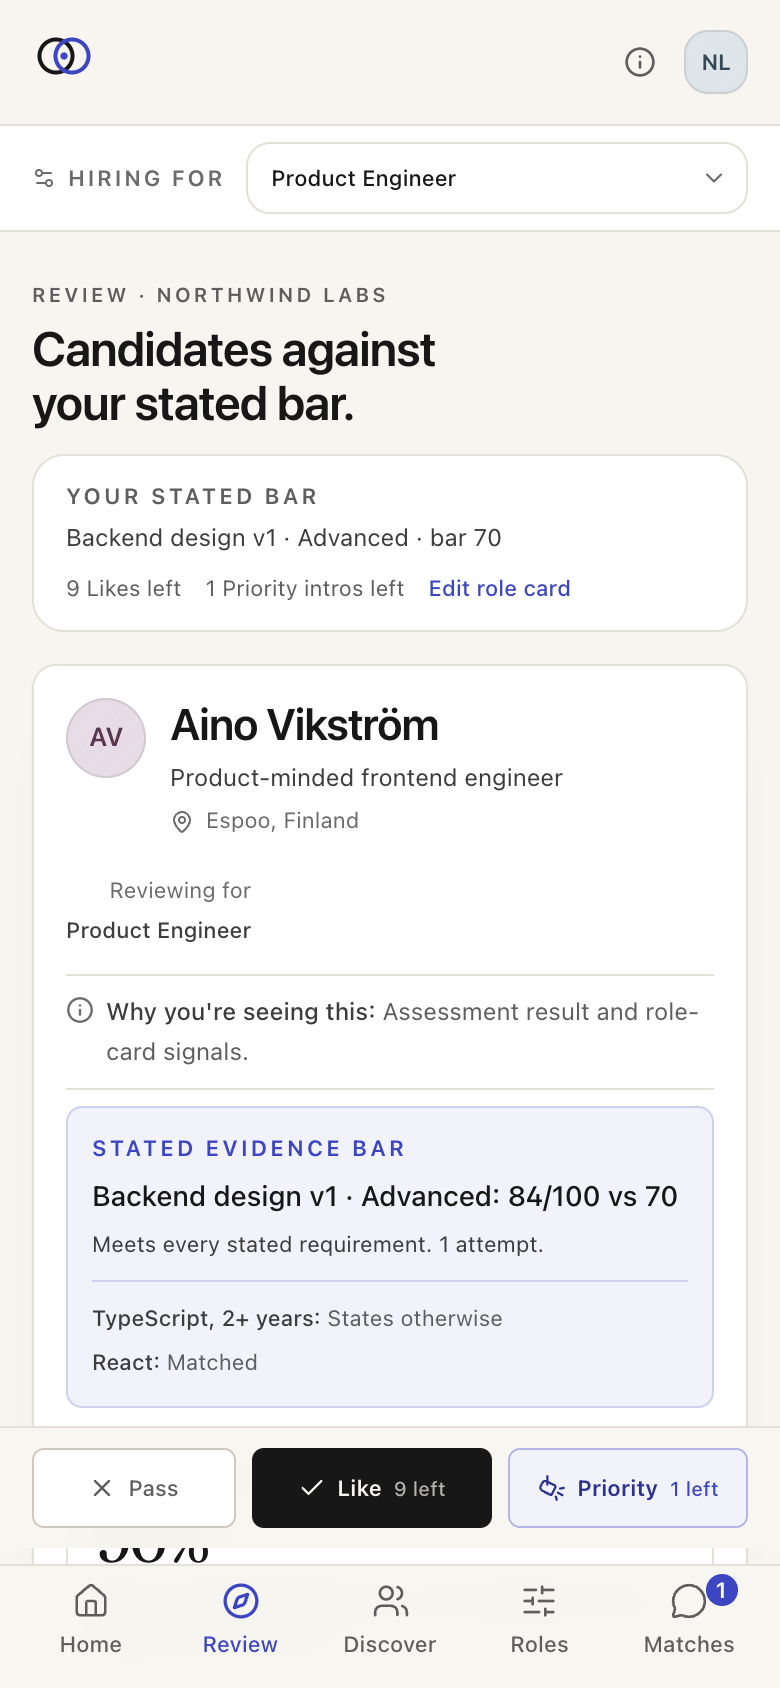 NL
HIRING FOR
Product Engineer
REVIEW · NORTHWIND LABS
Candidates against
your stated bar.
YOUR STATED BAR
Backend design v1 · Advanced · bar 70
9 Likes left 1 Priority intros left Edit role card
AV
Aino Vikström
Product-minded frontend engineer
Espoo, Finland
Reviewing for
Product Engineer
Why you're seeing this: Assessment result and role-
card signals.
STATED EVIDENCE BAR
Backend design v1 · Advanced: 84/100 vs 70
Meets every stated requirement. 1 attempt.
TypeScript, 2+ years: States otherwise
React: Matched
Pass
Like 9 left
Priority 1 left
1
Home
Review
Discover
Roles
Matches